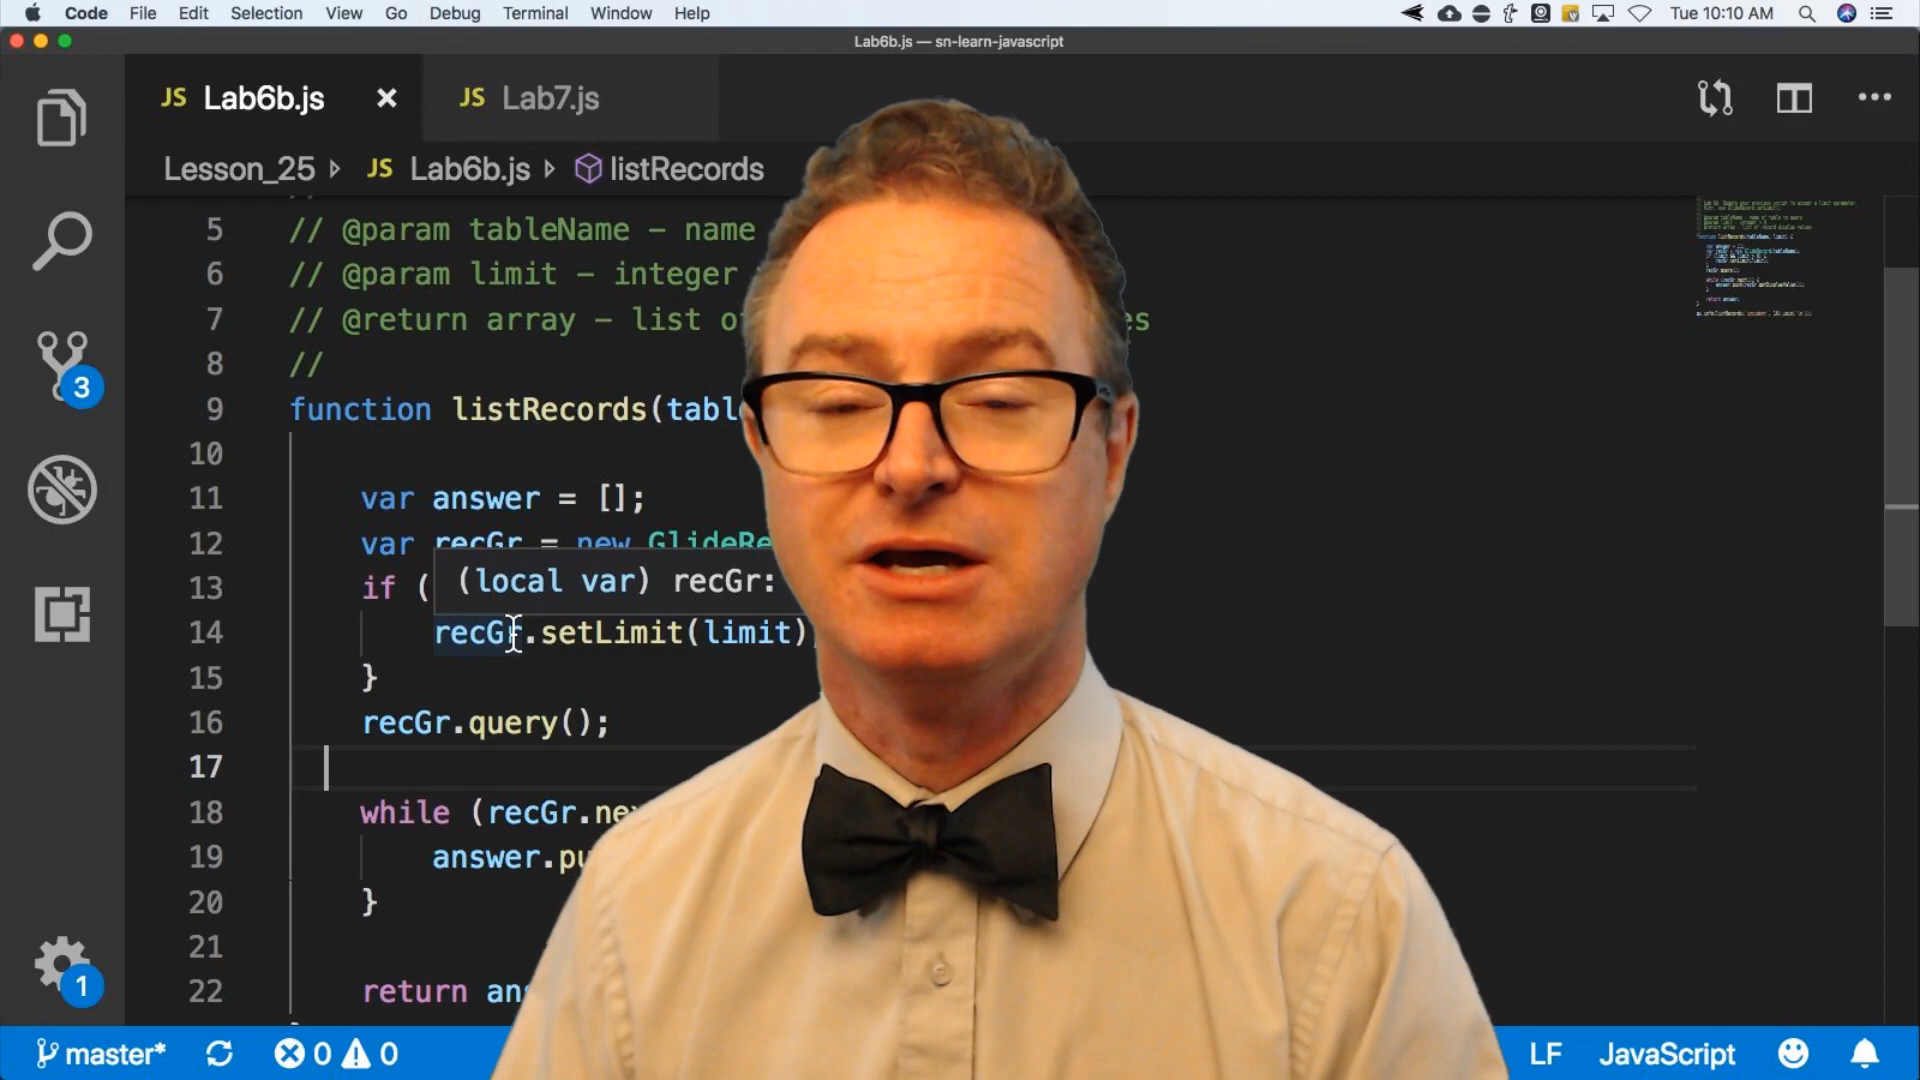 Code File Edit Selection View Go Debug Terminal Window Help Tue 10:10 AM
Lab6b.js — sn-learn-javascript
JS Lab6b.js × JS Lab7.js
Lesson_25 JS Lab6b.js listRecords
5 // @param tableName – name
6 // @param limit – integer
7 // @return array – list o es
8 //
9 function listRecords(tabl
10
11 var answer = [];
12 var recGr = new GlideRe
13 if ( (local var) recGr:
14 recGr.setLimit(limit)
15 }
16 recGr.query();
17
18 while (recGr.ne
19 answer.pu
20 }
21
22 return an
3
1
master* 0 0 LF JavaScript